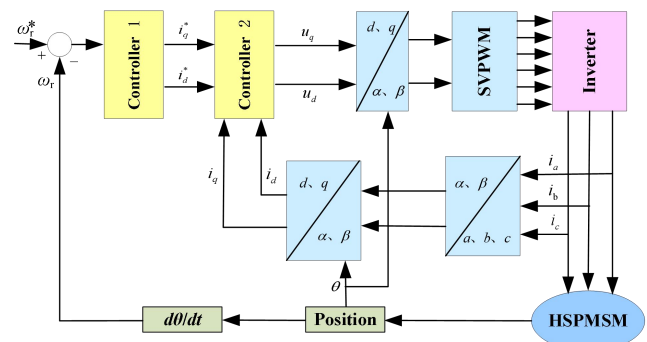 ω*r
+
−
ωr
Controller 1
i*q
i*d
Controller 2
uq
ud
d、q
α、β
SVPWM
Inverter
iq
id
d、q
α、β
α、β
a、b、c
ia
ib
ic
θ
dθ/dt
Position
HSPMSM